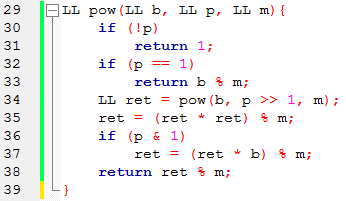 29 LL pow(LL b, LL p, LL m){
30     if (!p)
31         return 1;
32     if (p == 1)
33         return b % m;
34     LL ret = pow(b, p >> 1, m);
35     ret = (ret * ret) % m;
36     if (p & 1)
37         ret = (ret * b) % m;
38     return ret % m;
39 }